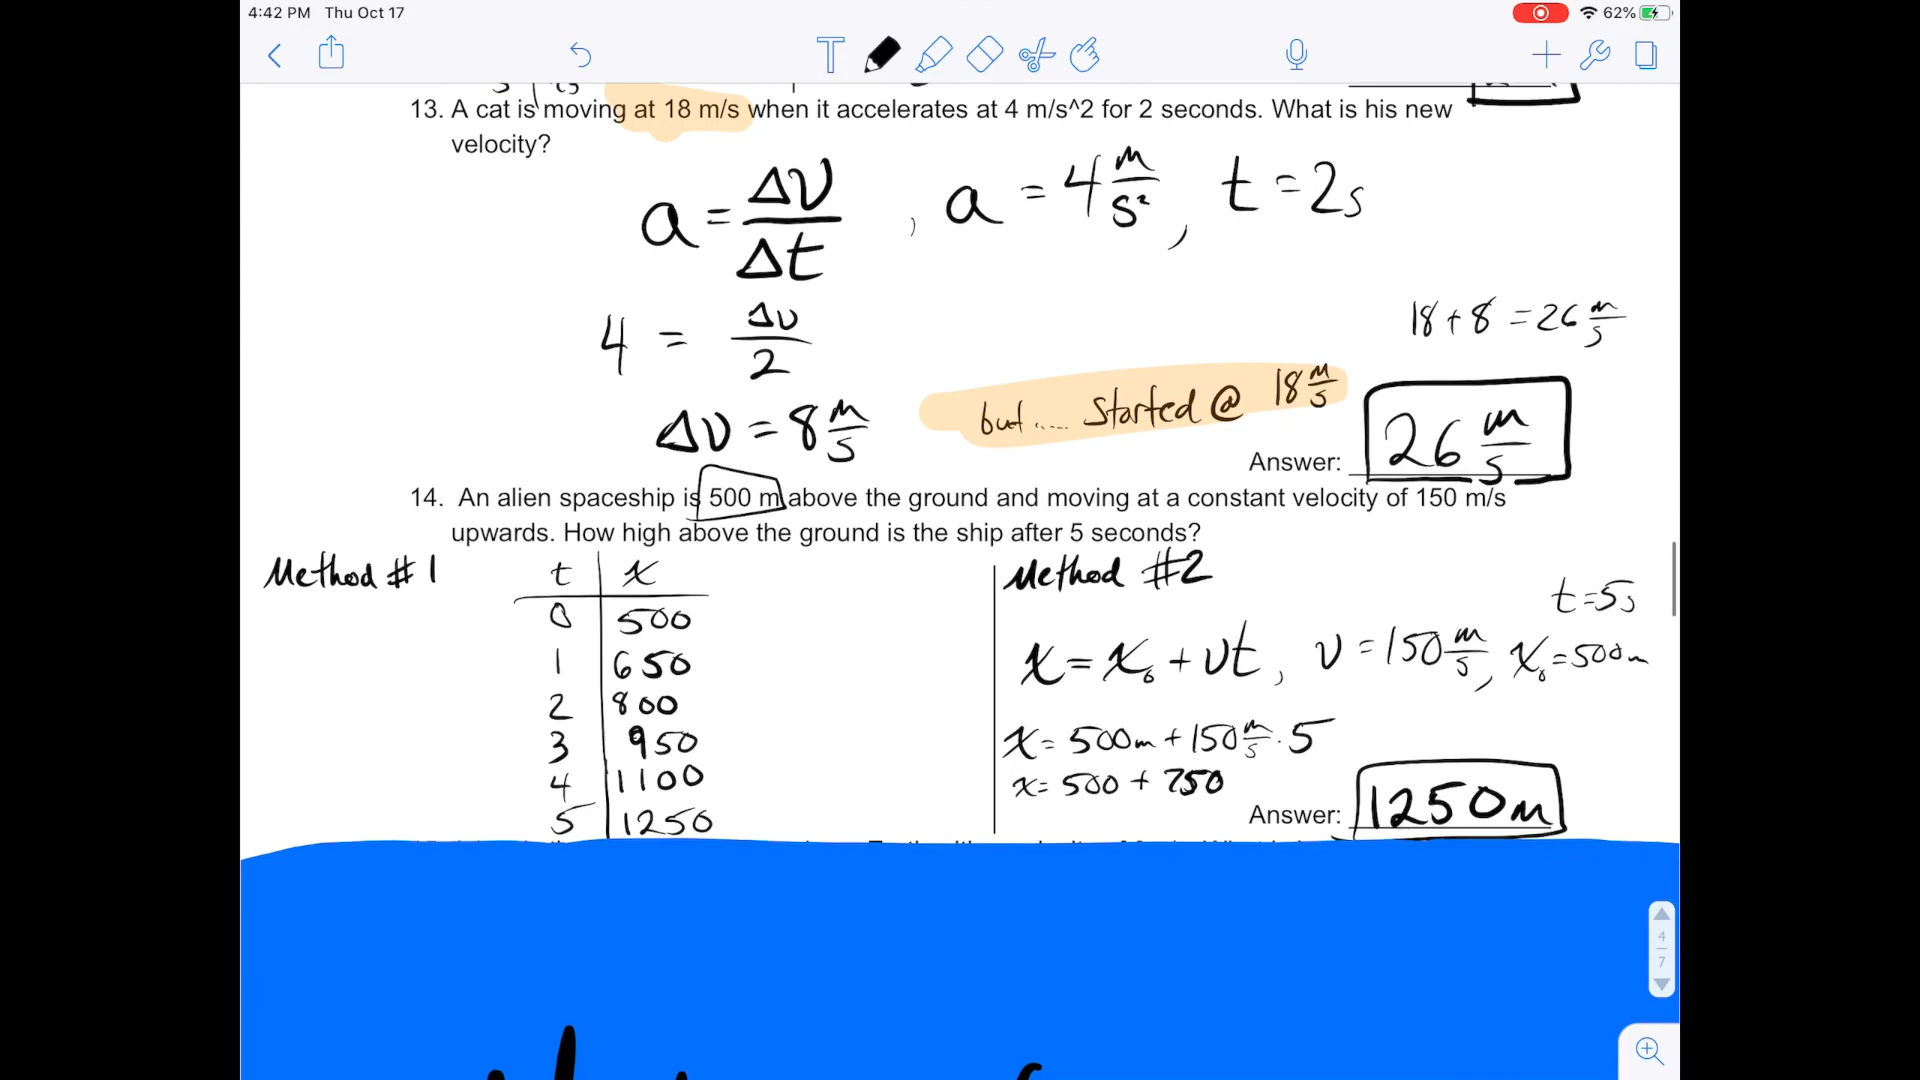 4:42 PM Thu Oct 17
62%
13. A cat is moving at 18 m/s when it accelerates at 4 m/s^2 for 2 seconds. What is his new
velocity?
a = Δv/Δt , a = 4 m/s², t = 2s
4 = Δv/2
18 + 8 = 26 m/s
Δv = 8 m/s
but..... Started @ 18 m/s
Answer: 26 m/s
14. An alien spaceship is 500 m above the ground and moving at a constant velocity of 150 m/s
upwards. How high above the ground is the ship after 5 seconds?
Method #1
t x
0 500
1 650
2 800
3 950
4 1100
5 1250
Method #2
t = 5s
x = x₀ + vt, v = 150 m/s, x₀ = 500m
x = 500m + 150 m/s · 5
x = 500 + 750
Answer: 1250m
4
7